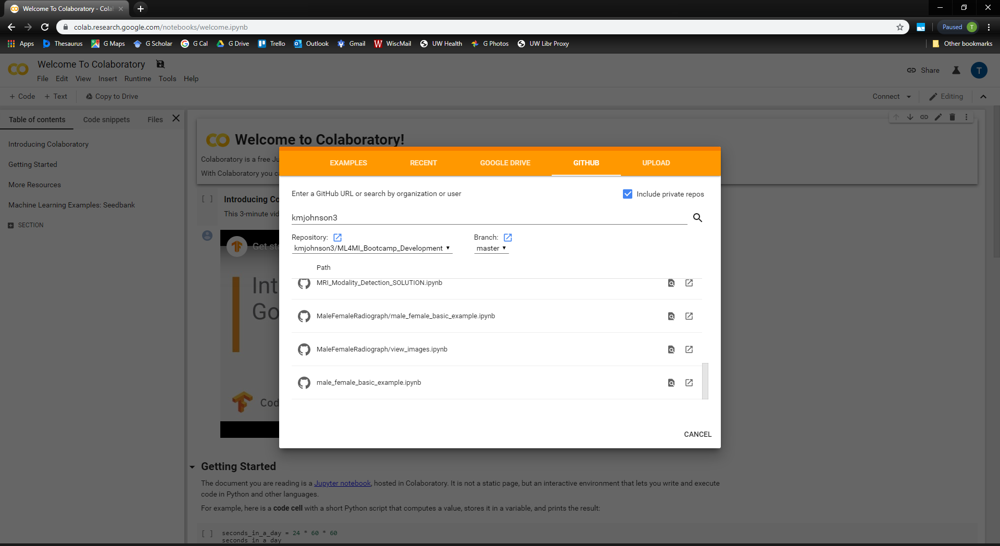 Welcome To Colaboratory - Cola
colab.research.google.com/notebooks/welcome.ipynb
Paused T
Apps Thesaurus G Maps G Scholar G Cal G Drive Trello Outlook Gmail WiscMail UW Health G Photos UW Libr Proxy Other bookmarks
Welcome To Colaboratory
File Edit View Insert Runtime Tools Help
Share T
+ Code + Text Copy to Drive
Connect Editing
Table of contents Code snippets Files
Introducing Colaboratory
Getting Started
More Resources
Machine Learning Examples: Seedbank
SECTION
Welcome to Colaboratory!
Colaboratory is a free Ju
With Colaboratory you c
[ ] Introducing Co
This 3-minute vid
Get st
Int
Go
Cod
EXAMPLES RECENT GOOGLE DRIVE GITHUB UPLOAD
Enter a GitHub URL or search by organization or user
Include private repos
kmjohnson3
Repository: Branch:
kmjohnson3/ML4MI_Bootcamp_Development master
Path
MRI_Modality_Detection_SOLUTION.ipynb
MaleFemaleRadiograph/male_female_basic_example.ipynb
MaleFemaleRadiograph/view_images.ipynb
male_female_basic_example.ipynb
CANCEL
Getting Started
The document you are reading is a Jupyter notebook, hosted in Colaboratory. It is not a static page, but an interactive environment that lets you write and execute
code in Python and other languages.
For example, here is a code cell with a short Python script that computes a value, stores it in a variable, and prints the result:
[ ] seconds_in_a_day = 24 * 60 * 60
seconds_in_a_day